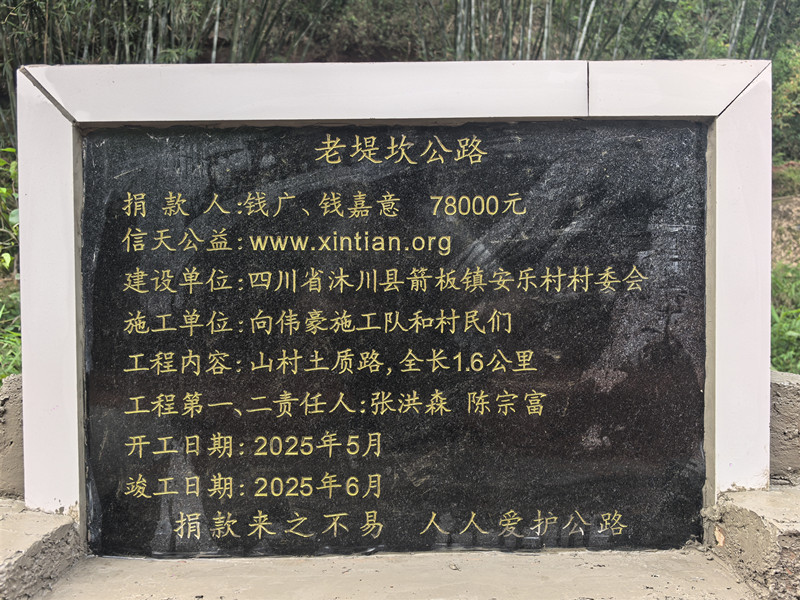 老堤坎公路
捐款人:钱广、钱嘉意 78000元
信天公益:www.xintian.org
建设单位:四川省沐川县箭板镇安乐村村委会
施工单位:向伟豪施工队和村民们
工程内容:山村土质路,全长1.6公里
工程第一、二责任人:张洪森 陈宗富
开工日期:2025年5月
竣工日期:2025年6月
捐款来之不易 人人爱护公路